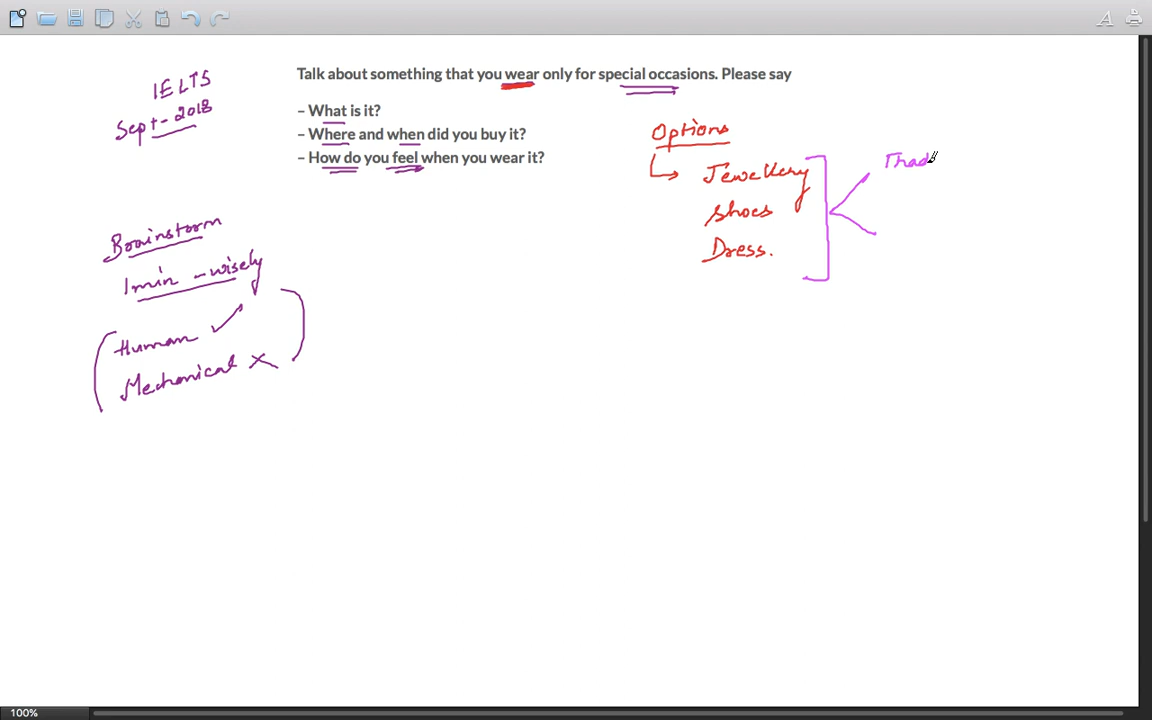 IELTS
Sept - 2018
Talk about something that you wear only for special occasions. Please say
– What is it?
– Where and when did you buy it?
– How do you feel when you wear it?
Options
Jewellery
Shoes
Dress.
Trad
Brainstorm
1min - wisely
Human ✓
Mechanical ×
100%